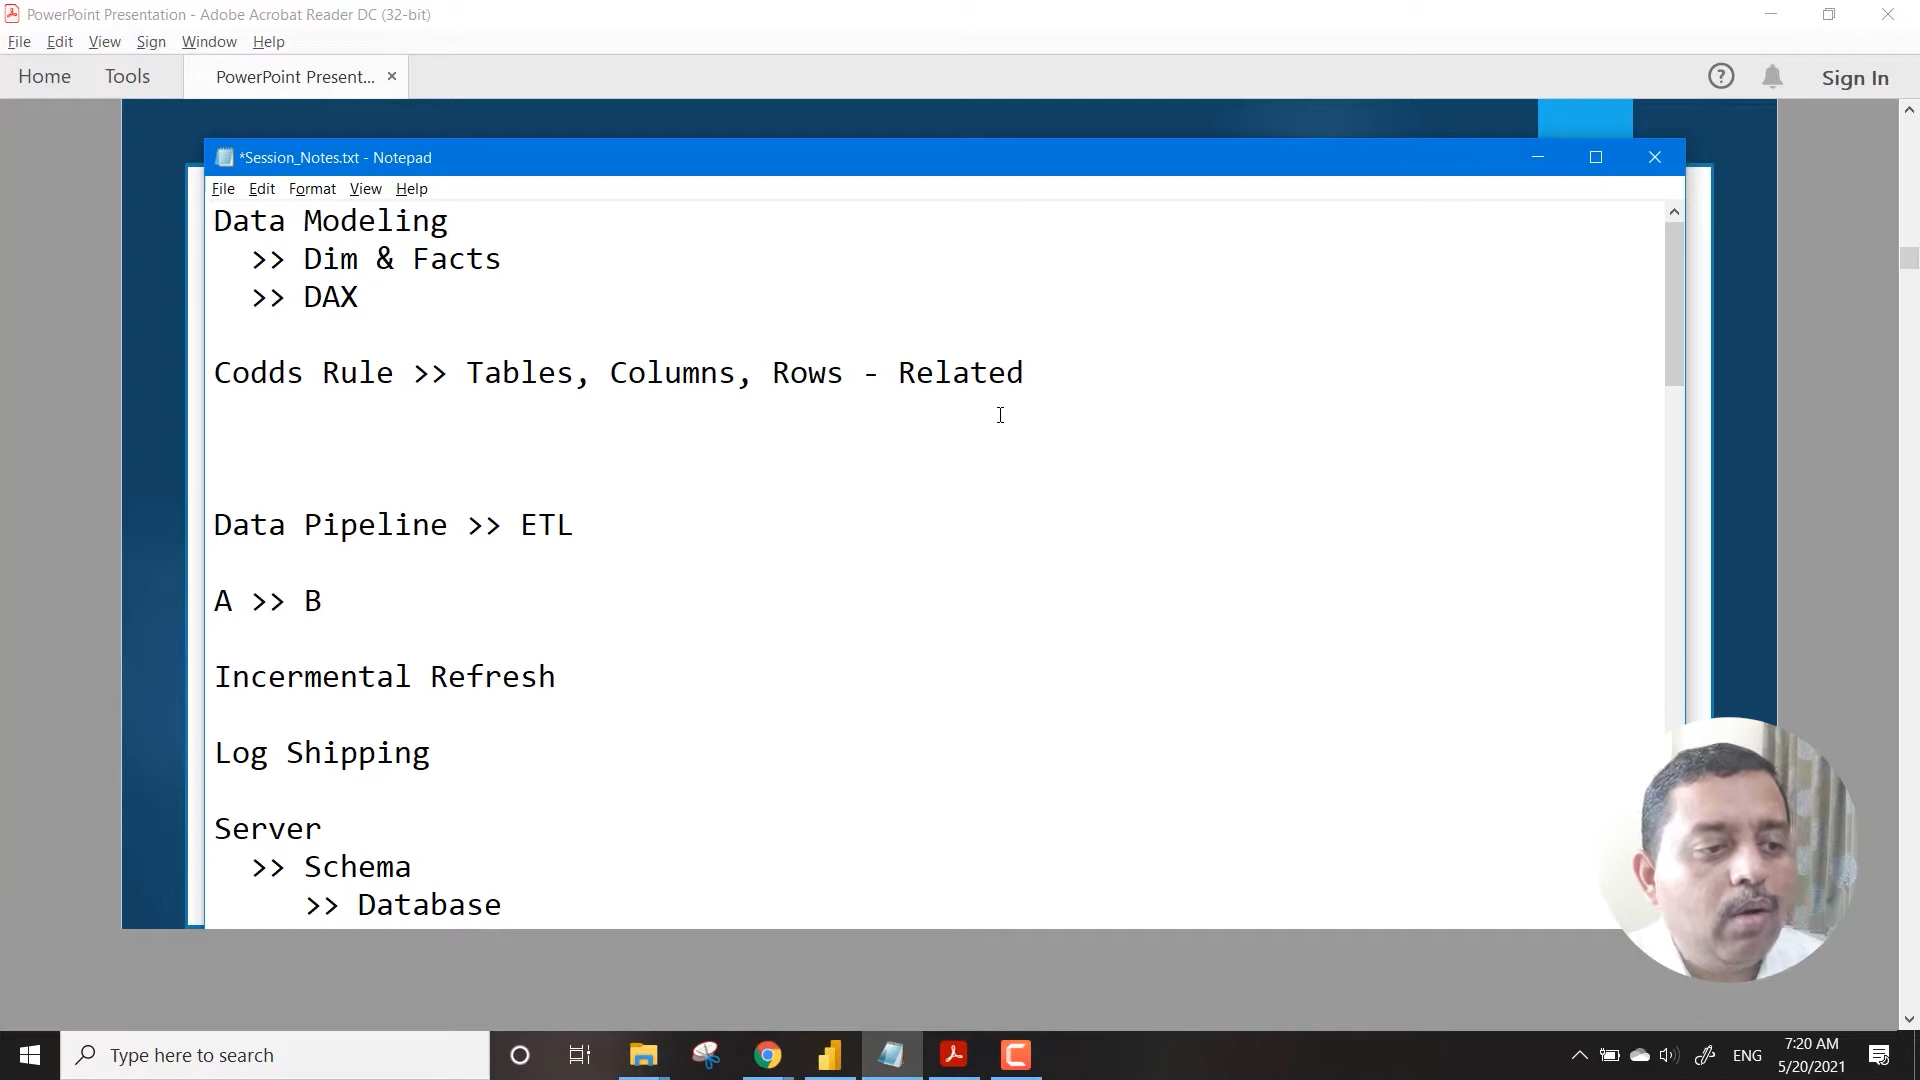 PowerPoint Presentation - Adobe Acrobat Reader DC (32-bit)
File Edit View Sign Window Help
Home Tools PowerPoint Present... Sign In
*Session_Notes.txt - Notepad
File Edit Format View Help
Data Modeling
>> Dim & Facts
>> DAX
Codds Rule >> Tables, Columns, Rows - Related
Data Pipeline >> ETL
A >> B
Incermental Refresh
Log Shipping
Server
>> Schema
>> Database
Type here to search
ENG
7:20 AM
5/20/2021